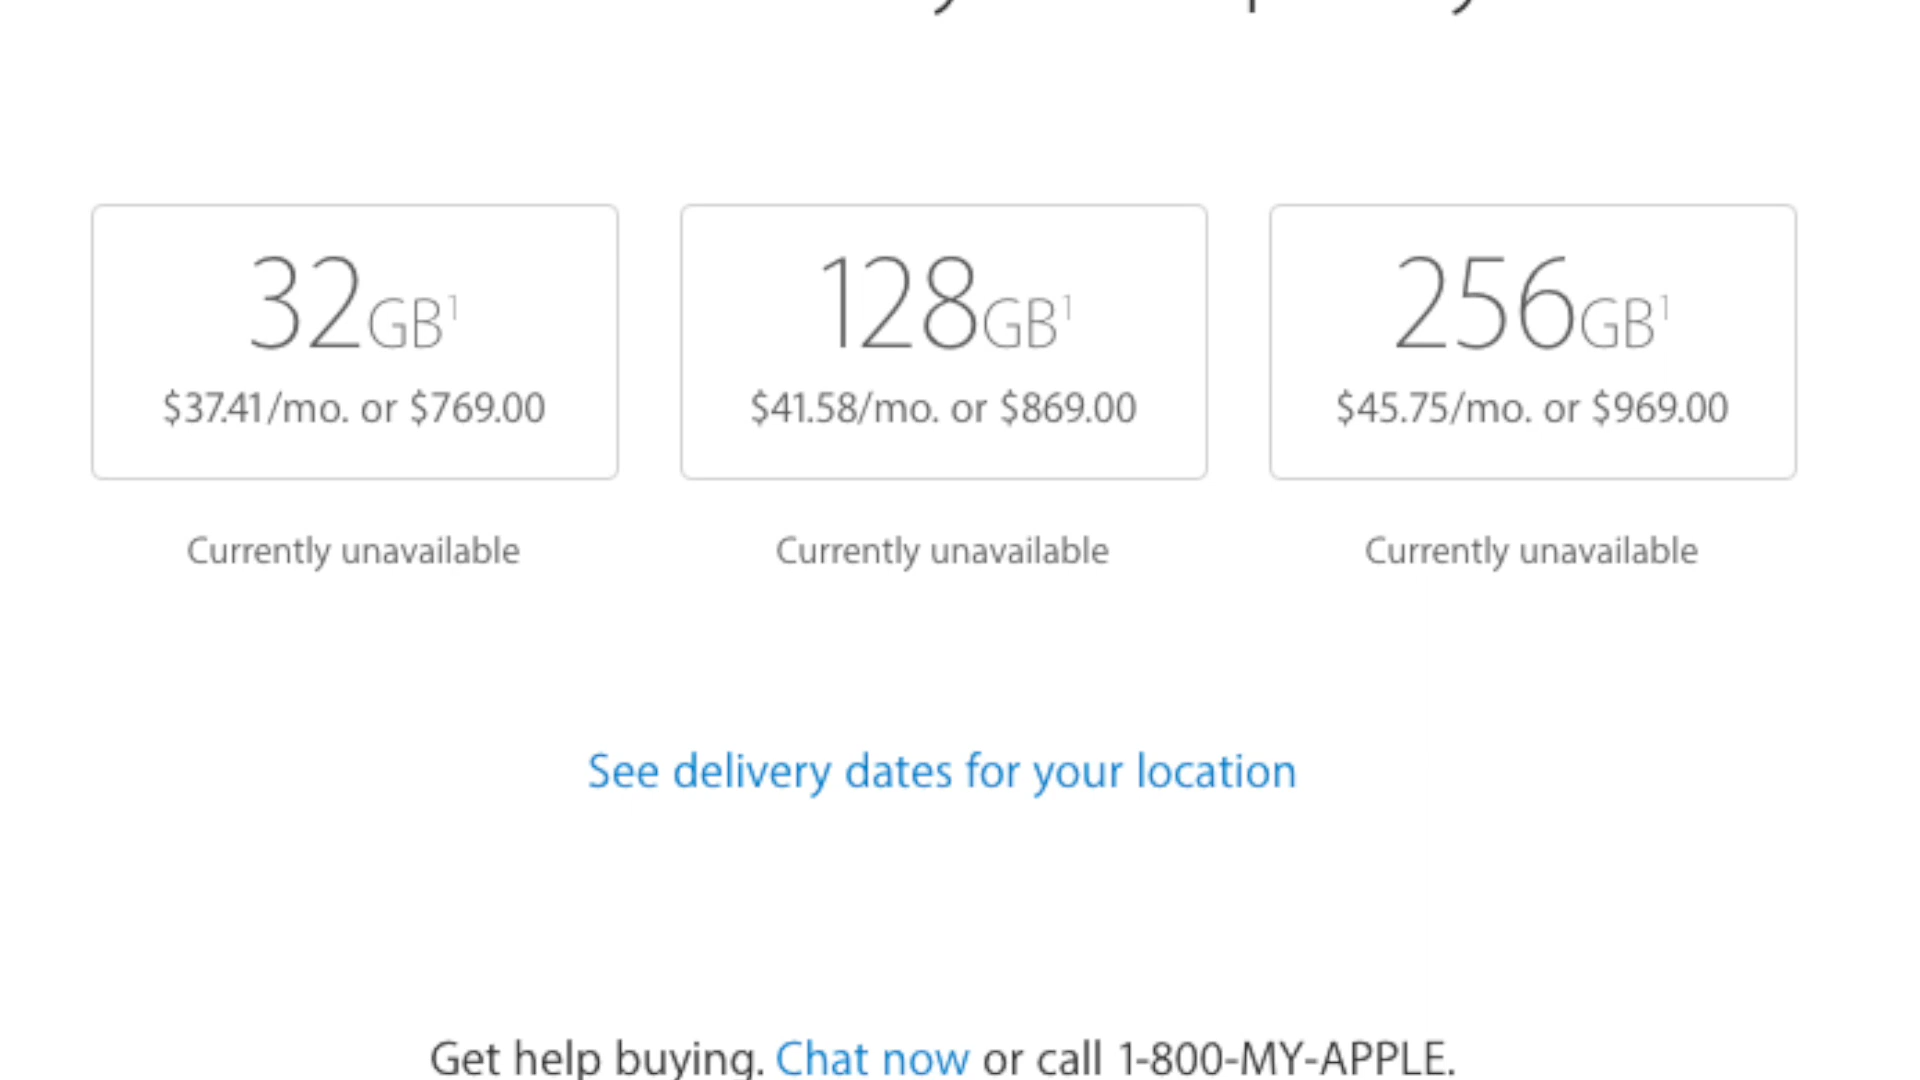 32GB¹
$37.41/mo. or $769.00
Currently unavailable
128GB¹
$41.58/mo. or $869.00
Currently unavailable
256GB¹
$45.75/mo. or $969.00
Currently unavailable
See delivery dates for your location
Get help buying. Chat now or call 1-800-MY-APPLE.